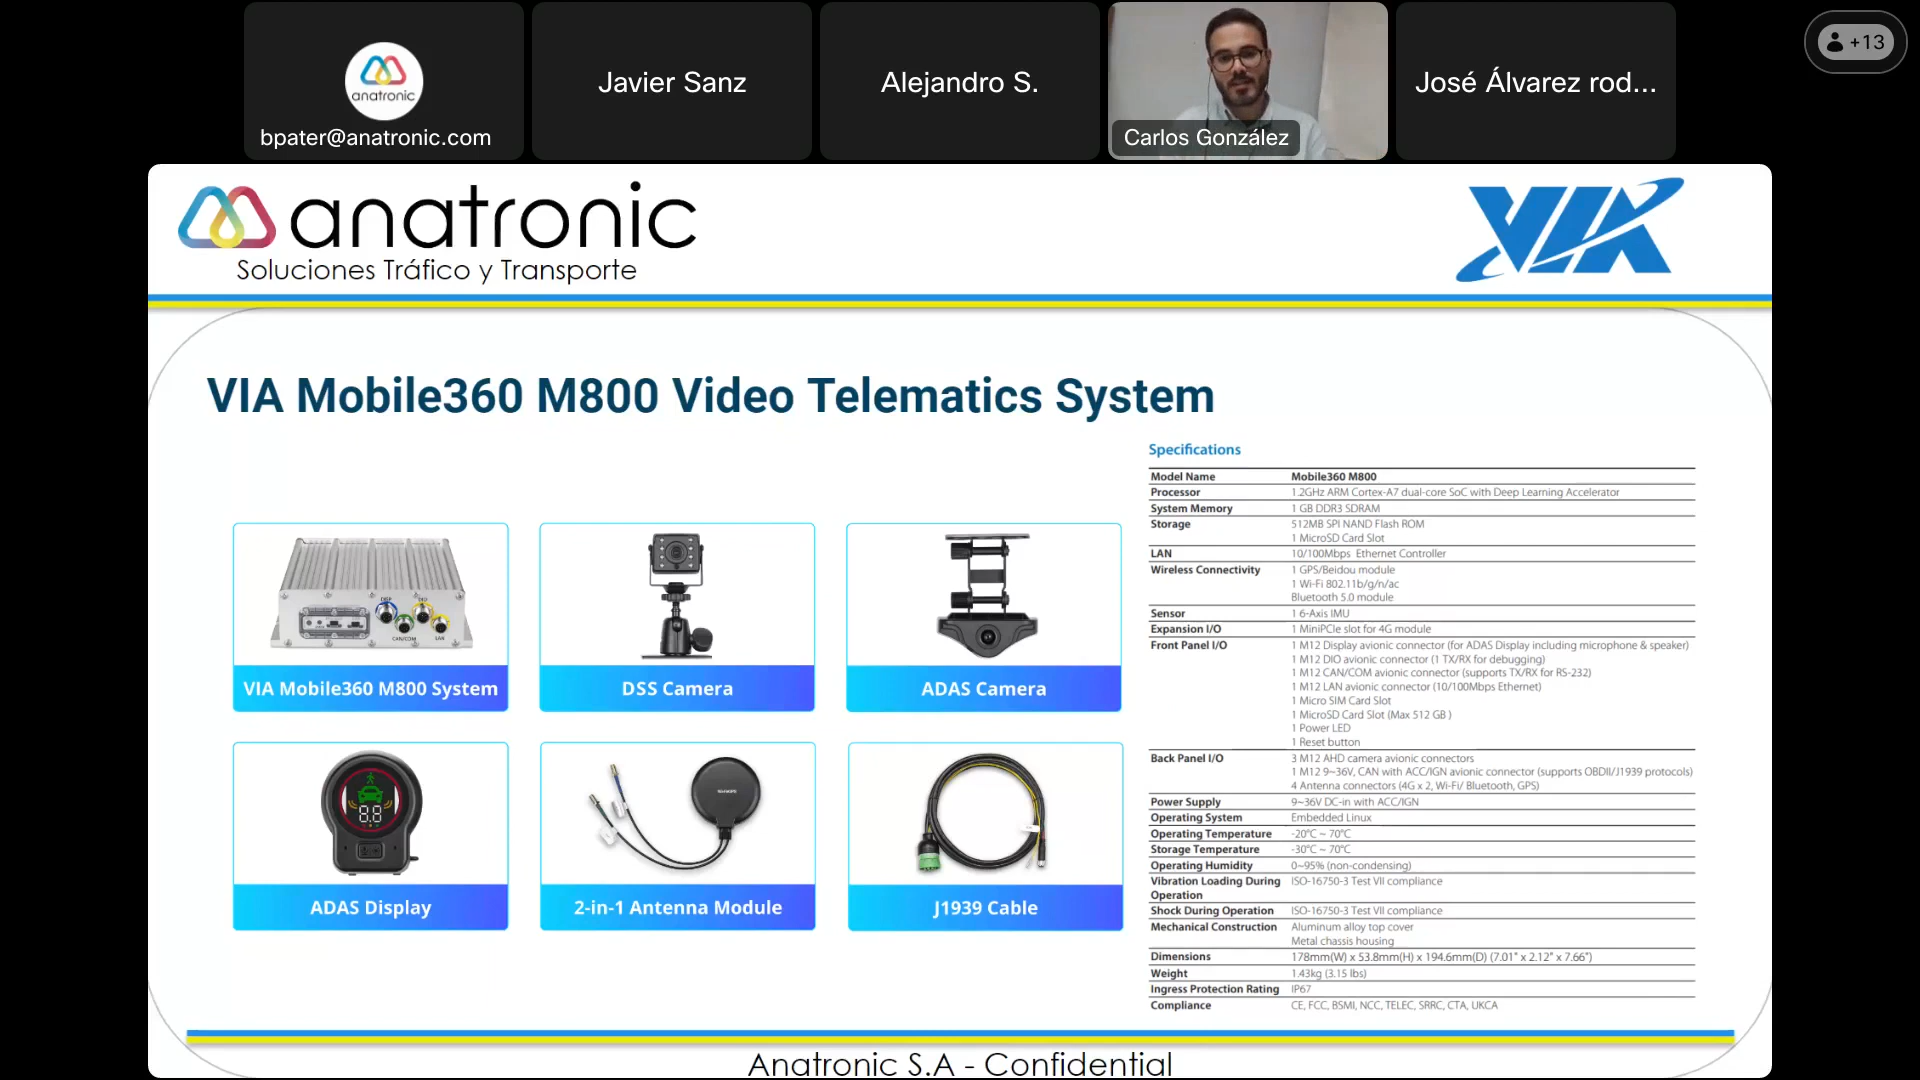 anatronic
bpater@anatronic.com
Javier Sanz
Alejandro S.
Carlos González
José Álvarez rod...
+13
anatronic
Soluciones Tráfico y Transporte
VIA
VIA Mobile360 M800 Video Telematics System
VIA Mobile360 M800 System
DSS Camera
ADAS Camera
ADAS Display
2-in-1 Antenna Module
J1939 Cable
Specifications
Model Name Mobile360 M800
Processor 1.2GHz ARM Cortex-A7 dual-core SoC with Deep Learning Accelerator
System Memory 1 GB DDR3 SDRAM
Storage 512MB SPI NAND Flash ROM
1 MicroSD Card Slot
LAN 10/100Mbps Ethernet Controller
Wireless Connectivity 1 GPS/Beidou module
1 Wi-Fi 802.11b/g/n/ac
Bluetooth 5.0 module
Sensor 1 6-Axis IMU
Expansion I/O 1 MiniPCIe slot for 4G module
Front Panel I/O 1 M12 Display avionic connector (for ADAS Display including microphone & speaker)
1 M12 DIO avionic connector (1 TX/RX for debugging)
1 M12 CAN/COM avionic connector (supports TX/RX for RS-232)
1 M12 LAN avionic connector (10/100Mbps Ethernet)
1 Micro SIM Card Slot
1 MicroSD Card Slot (Max 512 GB )
1 Power LED
1 Reset button
Back Panel I/O 3 M12 AHD camera avionic connectors
1 M12 9~36V, CAN with ACC/IGN avionic connector (supports OBDII/J1939 protocols)
4 Antenna connectors (4G x 2, Wi-Fi/ Bluetooth, GPS)
Power Supply 9~36V DC-in with ACC/IGN
Operating System Embedded Linux
Operating Temperature -20°C ~ 70°C
Storage Temperature -30°C ~ 70°C
Operating Humidity 0~95% (non-condensing)
Vibration Loading During ISO-16750-3 Test VII compliance
Operation
Shock During Operation ISO-16750-3 Test VII compliance
Mechanical Construction Aluminum alloy top cover
Metal chassis housing
Dimensions 178mm(W) x 53.8mm(H) x 194.6mm(D) (7.01" x 2.12" x 7.66")
Weight 1.43kg (3.15 lbs)
Ingress Protection Rating IP67
Compliance CE, FCC, BSMI, NCC, TELEC, SRRC, CTA, UKCA
Anatronic S.A - Confidential